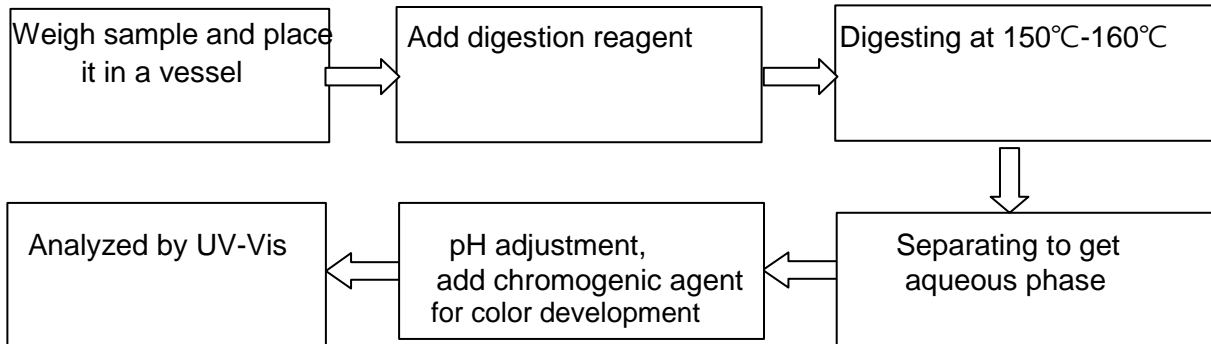 Weigh sample and place
it in a vessel
Add digestion reagent
Digesting at 150℃-160℃
Separating to get
aqueous phase
pH adjustment,
add chromogenic agent
for color development
Analyzed by UV-Vis